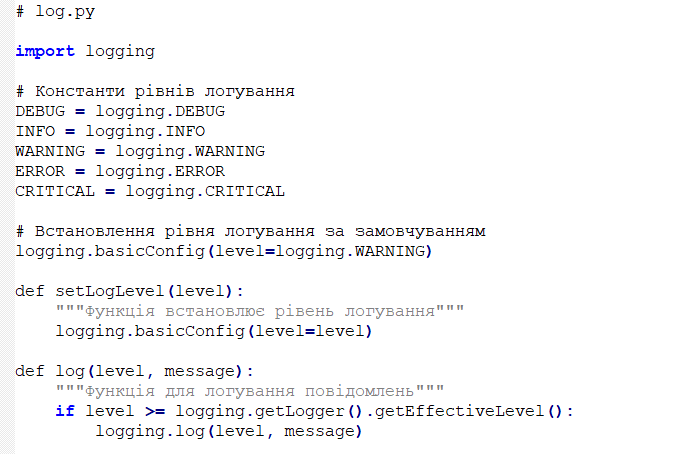 # log.py
import logging
# Константи рівнів логування
DEBUG = logging.DEBUG
INFO = logging.INFO
WARNING = logging.WARNING
ERROR = logging.ERROR
CRITICAL = logging.CRITICAL
# Встановлення рівня логування за замовчуванням
logging.basicConfig(level=logging.WARNING)
def setLogLevel(level):
    """Функція встановлює рівень логування"""
    logging.basicConfig(level=level)
def log(level, message):
    """Функція для логування повідомлень"""
    if level >= logging.getLogger().getEffectiveLevel():
        logging.log(level, message)